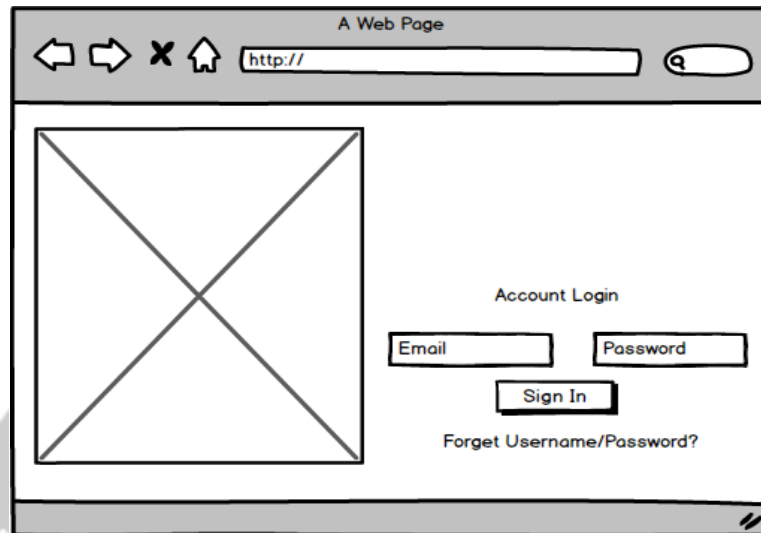 A Web Page
http://
Account Login
Email Password
Sign In
Forget Username/Password?